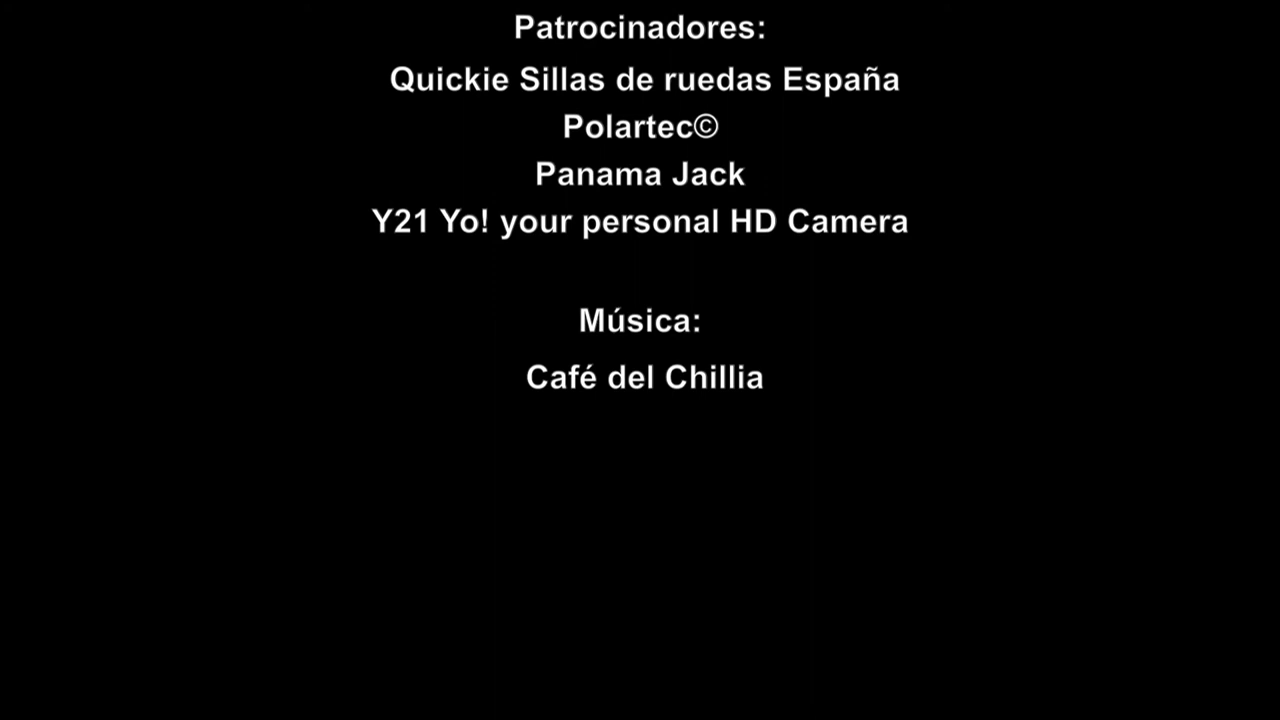 Patrocinadores:
Quickie Sillas de ruedas España
Polartec©
Panama Jack
Y21 Yo! your personal HD Camera
Música:
Café del Chillia